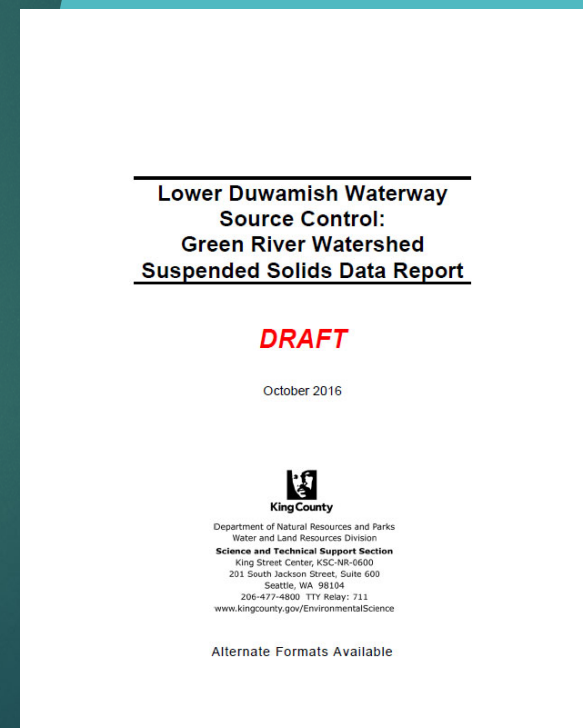 Lower Duwamish Waterway
Source Control:
Green River Watershed
Suspended Solids Data Report
DRAFT
October 2016
King County
Department of Natural Resources and Parks
Water and Land Resources Division
Science and Technical Support Section
King Street Center, KSC-NR-0600
201 South Jackson Street, Suite 600
Seattle, WA 98104
206-477-4800 TTY Relay: 711
www.kingcounty.gov/EnvironmentalScience
Alternate Formats Available